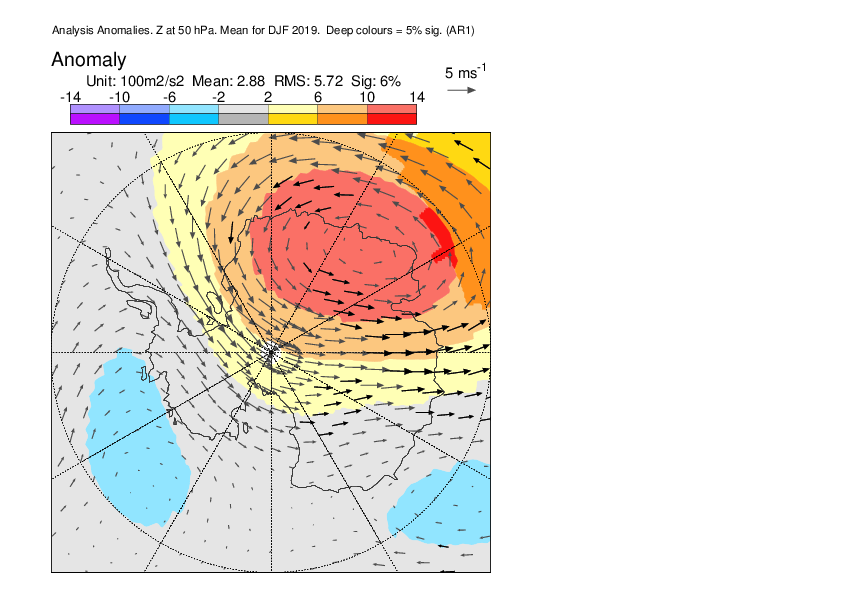 Analysis Anomalies. Z at 50 hPa. Mean for DJF 2019.  Deep colours = 5% sig. (AR1)
Anomaly
5 ms-1
Unit: 100m2/s2  Mean: 2.88  RMS: 5.72  Sig: 6%
-14 -10 -6 -2 2 6 10 14